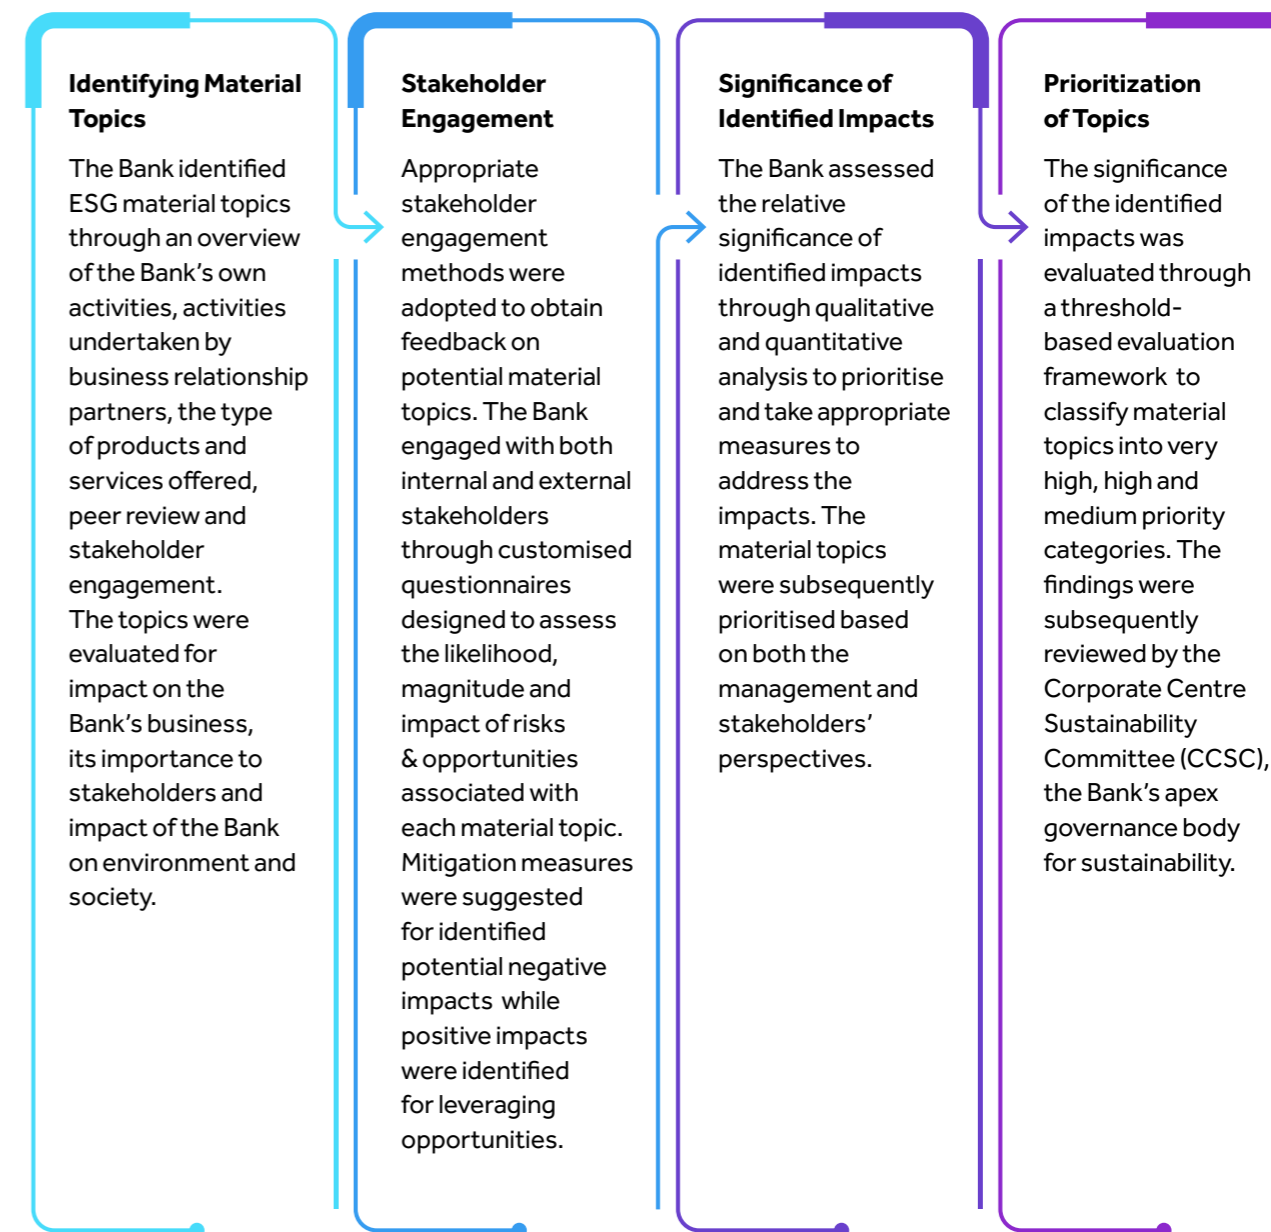 Identifying Material
Topics
The Bank identified
ESG material topics
through an overview
of the Bank’s own
activities, activities
undertaken by
business relationship
partners, the type
of products and
services offered,
peer review and
stakeholder
engagement.
The topics were
evaluated for
impact on the
Bank’s business,
its importance to
stakeholders and
impact of the Bank
on environment and
society.
Stakeholder
Engagement
Appropriate
stakeholder
engagement
methods were
adopted to obtain
feedback on
potential material
topics. The Bank
engaged with both
internal and external
stakeholders
through customised
questionnaires
designed to assess
the likelihood,
magnitude and
impact of risks
& opportunities
associated with
each material topic.
Mitigation measures
were suggested
for identified
potential negative
impacts while
positive impacts
were identified
for leveraging
opportunities.
Significance of
Identified Impacts
The Bank assessed
the relative
significance of
identified impacts
through qualitative
and quantitative
analysis to prioritise
and take appropriate
measures to
address the
impacts. The
material topics
were subsequently
prioritised based
on both the
management and
stakeholders’
perspectives.
Prioritization
of Topics
The significance
of the identified
impacts was
evaluated through
a threshold-
based evaluation
framework to
classify material
topics into very
high, high and
medium priority
categories. The
findings were
subsequently
reviewed by the
Corporate Centre
Sustainability
Committee (CCSC),
the Bank’s apex
governance body
for sustainability.